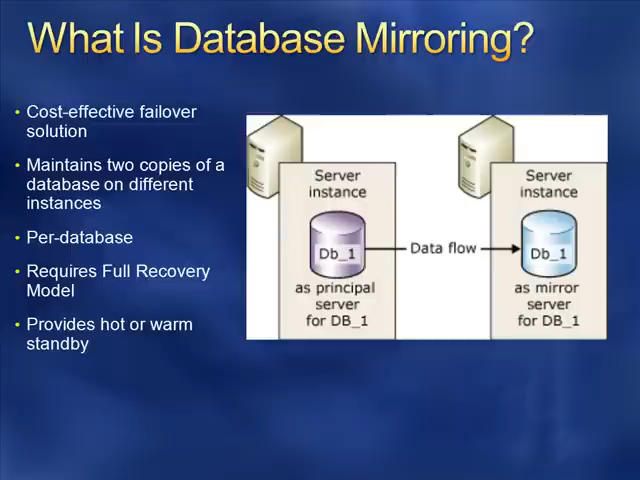 What Is Database Mirroring?
• Cost-effective failover
solution
• Maintains two copies of a
database on different
instances
• Per-database
• Requires Full Recovery
Model
• Provides hot or warm
standby
Server
instance
Db_1
as principal
server
for DB_1
Data flow
Server
instance
Db_1
as mirror
server
for DB_1